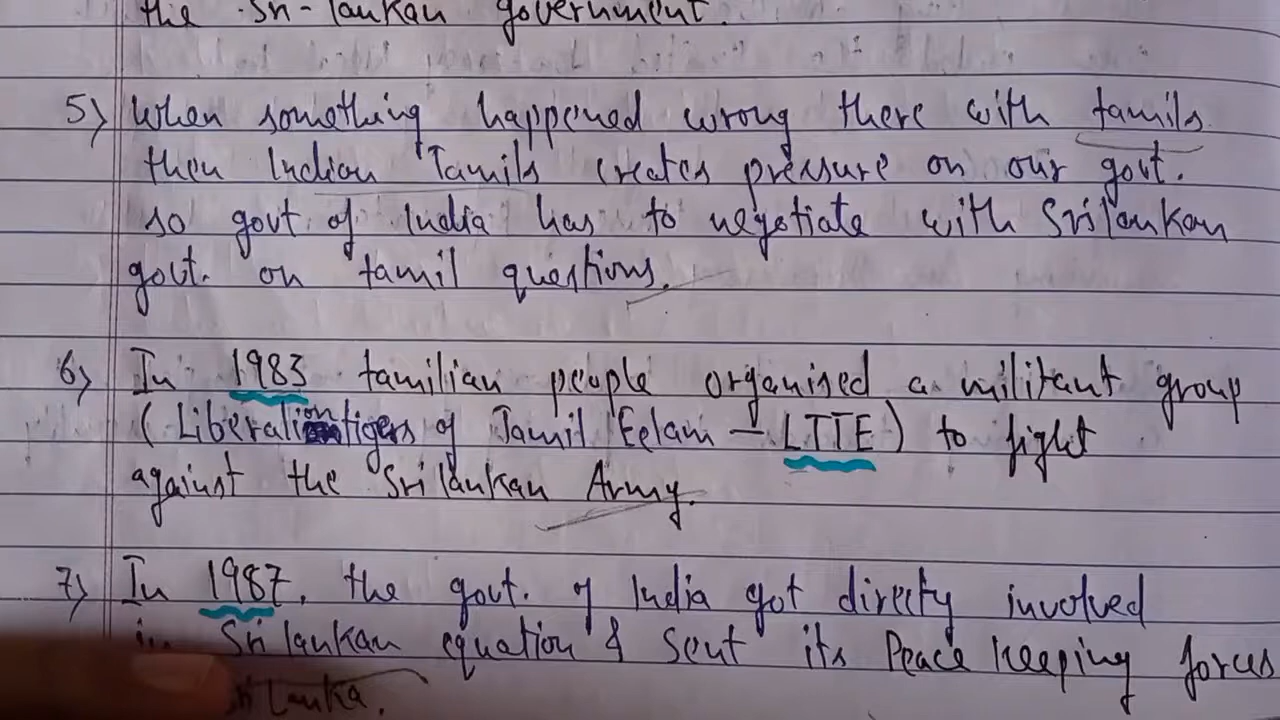 the Sri-lankan government.
5) When something happened wrong there with tamils
then Indian Tamils creates pressure on our govt.
so govt. of India has to negotiate with Srilankan
govt. on tamil questions.
6) In 1983 tamilian people organised a militant group
(Liberation tigers of Tamil Eelam - LTTE) to fight
against the Srilankan Army.
7) In 1987, the govt. of India got directy involved
in Srilankan equation & sent its Peace keeping forces
Srilanka.